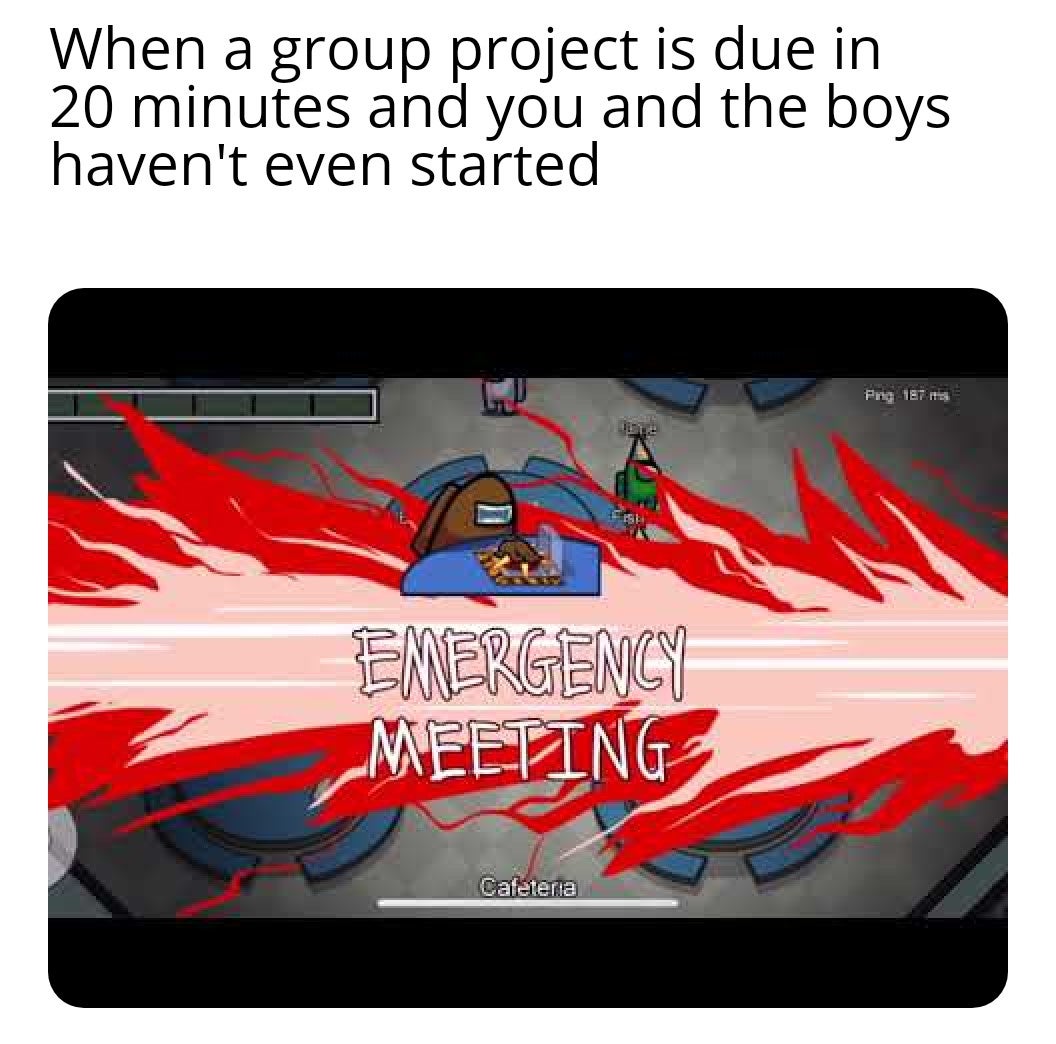 When a group project is due in
20 minutes and you and the boys
haven't even started
Ping 187 ms
Fish
EMERGENCY
MEETING
Cafeteria